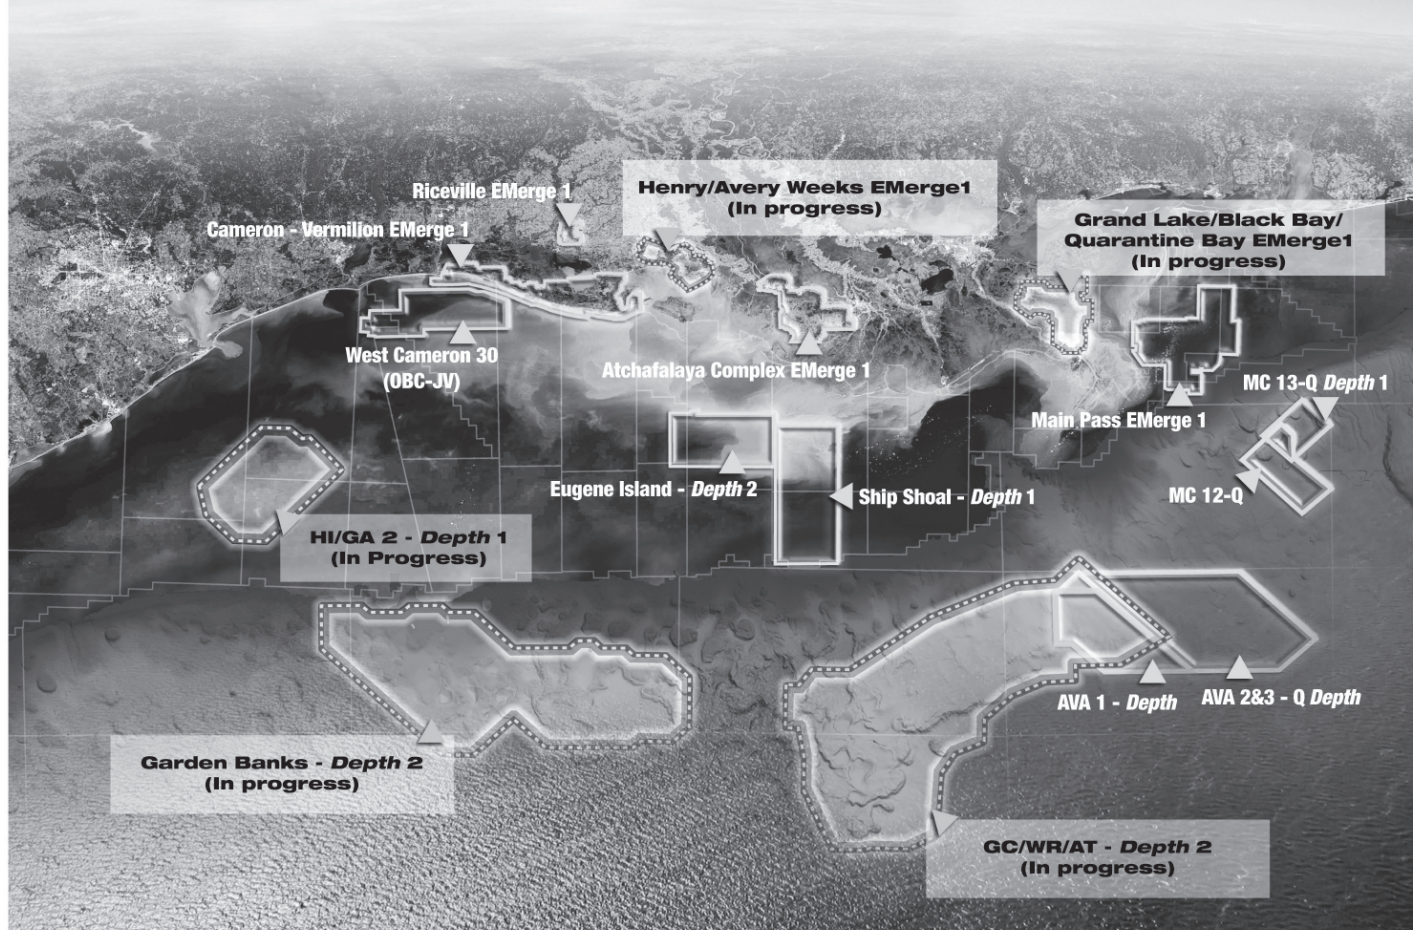 Riceville EMerge 1
Henry/Avery Weeks EMerge1
(In progress)
Cameron - Vermilion EMerge 1
Grand Lake/Black Bay/
Quarantine Bay EMerge1
(In progress)
West Cameron 30
(OBC-JV)
Atchafalaya Complex EMerge 1
MC 13-Q Depth 1
Main Pass EMerge 1
Eugene Island - Depth 2
Ship Shoal - Depth 1
MC 12-Q
HI/GA 2 - Depth 1
(In Progress)
AVA 1 - Depth
AVA 2&3 - Q Depth
Garden Banks - Depth 2
(In progress)
GC/WR/AT - Depth 2
(In progress)